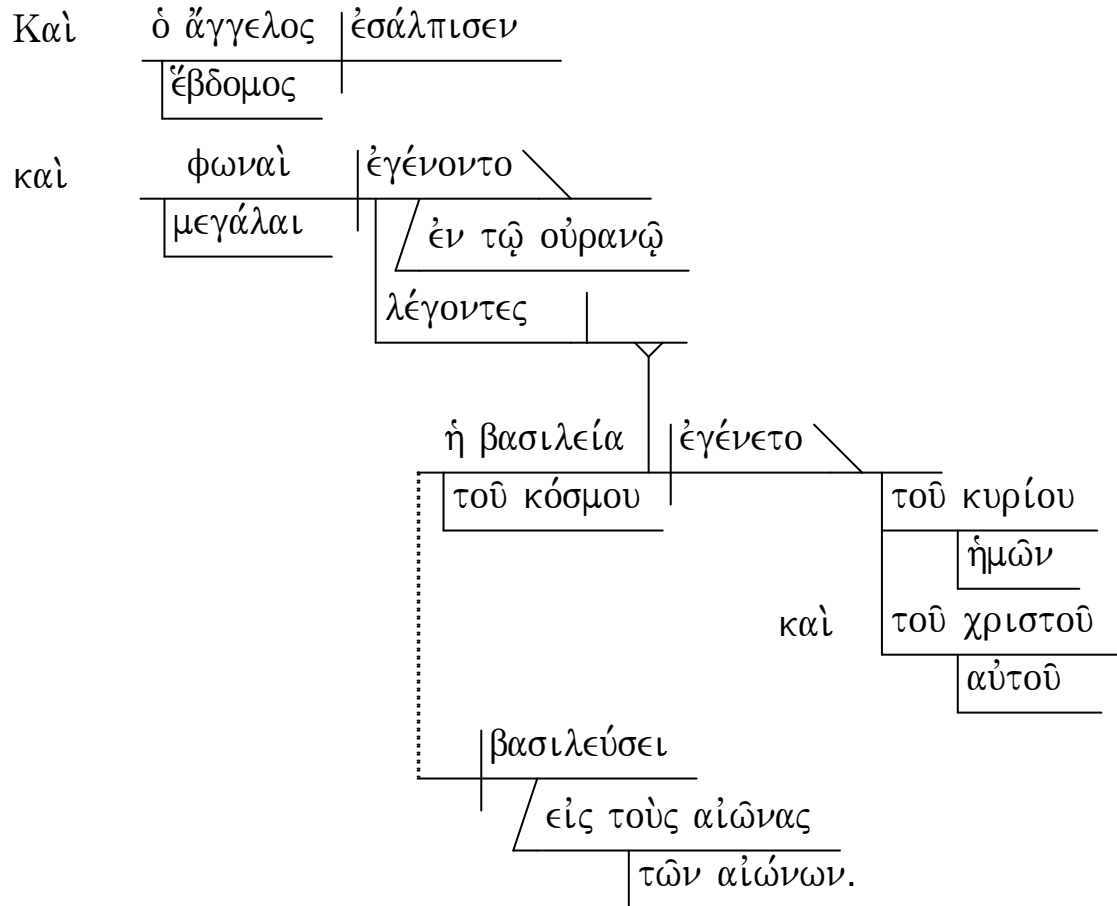 Καὶ ὁ ἄγγελος ἐσάλπισεν
ἕβδομος
καὶ φωναὶ ἐγένοντο
μεγάλαι ἐν τῷ οὐρανῷ
λέγοντες
ἡ βασιλεία ἐγένετο
τοῦ κόσμου τοῦ κυρίου
ἡμῶν
καὶ τοῦ χριστοῦ
αὐτοῦ
βασιλεύσει
εἰς τοὺς αἰῶνας
τῶν αἰώνων.